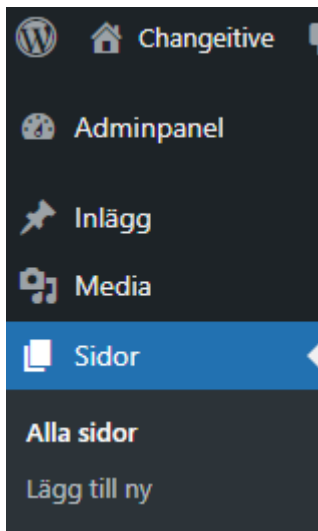 Changeitive
Adminpanel
Inlägg
Media
Sidor
Alla sidor
Lägg till ny